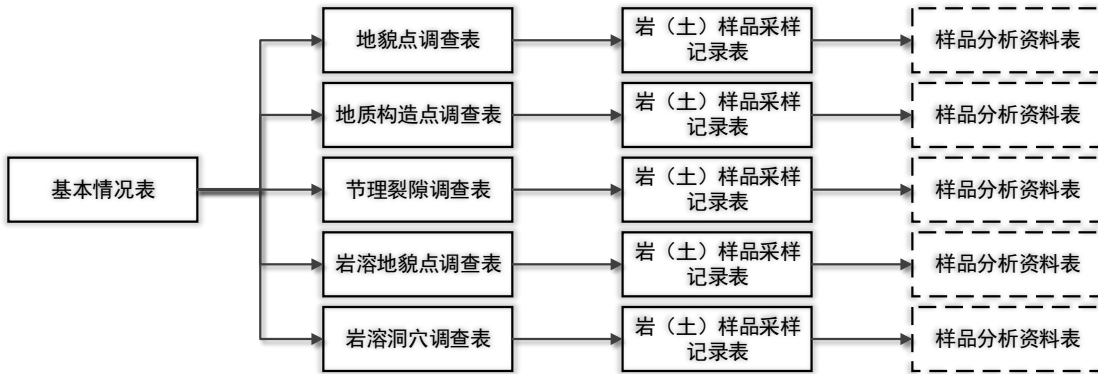 地貌点调查表
岩（土）样品采样
记录表
样品分析资料表
地质构造点调查表
岩（土）样品采样
记录表
样品分析资料表
基本情况表
节理裂隙调查表
岩（土）样品采样
记录表
样品分析资料表
岩溶地貌点调查表
岩（土）样品采样
记录表
样品分析资料表
岩溶洞穴调查表
岩（土）样品采样
记录表
样品分析资料表